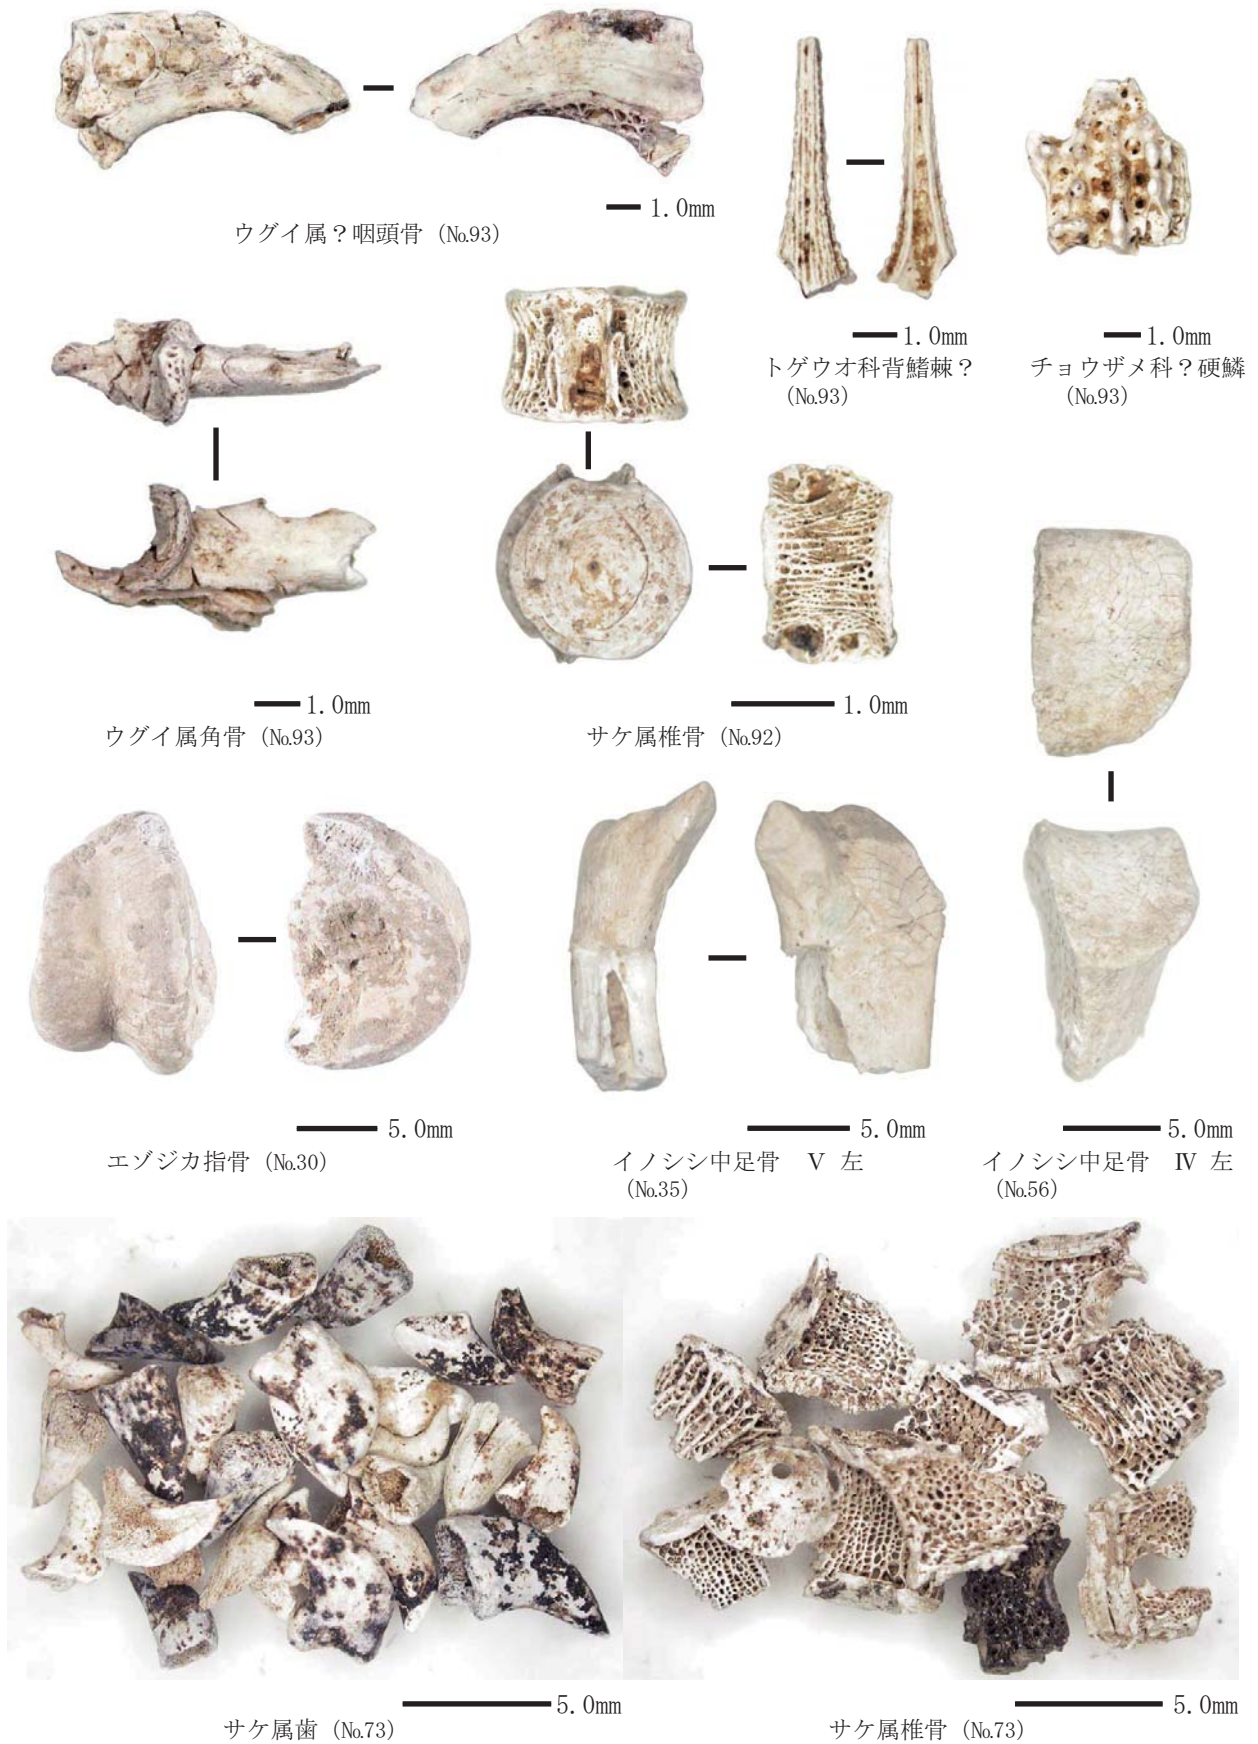 1.0mm
ウグイ属？咽頭骨 (No.93)
1.0mm
トゲウオ科背鰭棘？
(No.93)
1.0mm
チョウザメ科？硬鱗
(No.93)
1.0mm
ウグイ属角骨 (No.93)
1.0mm
サケ属椎骨 (No.92)
5.0mm
エゾジカ指骨 (No.30)
5.0mm
イノシシ中足骨　Ⅴ 左
(No.35)
5.0mm
イノシシ中足骨　Ⅳ 左
(No.56)
5.0mm
サケ属歯 (No.73)
5.0mm
サケ属椎骨 (No.73)